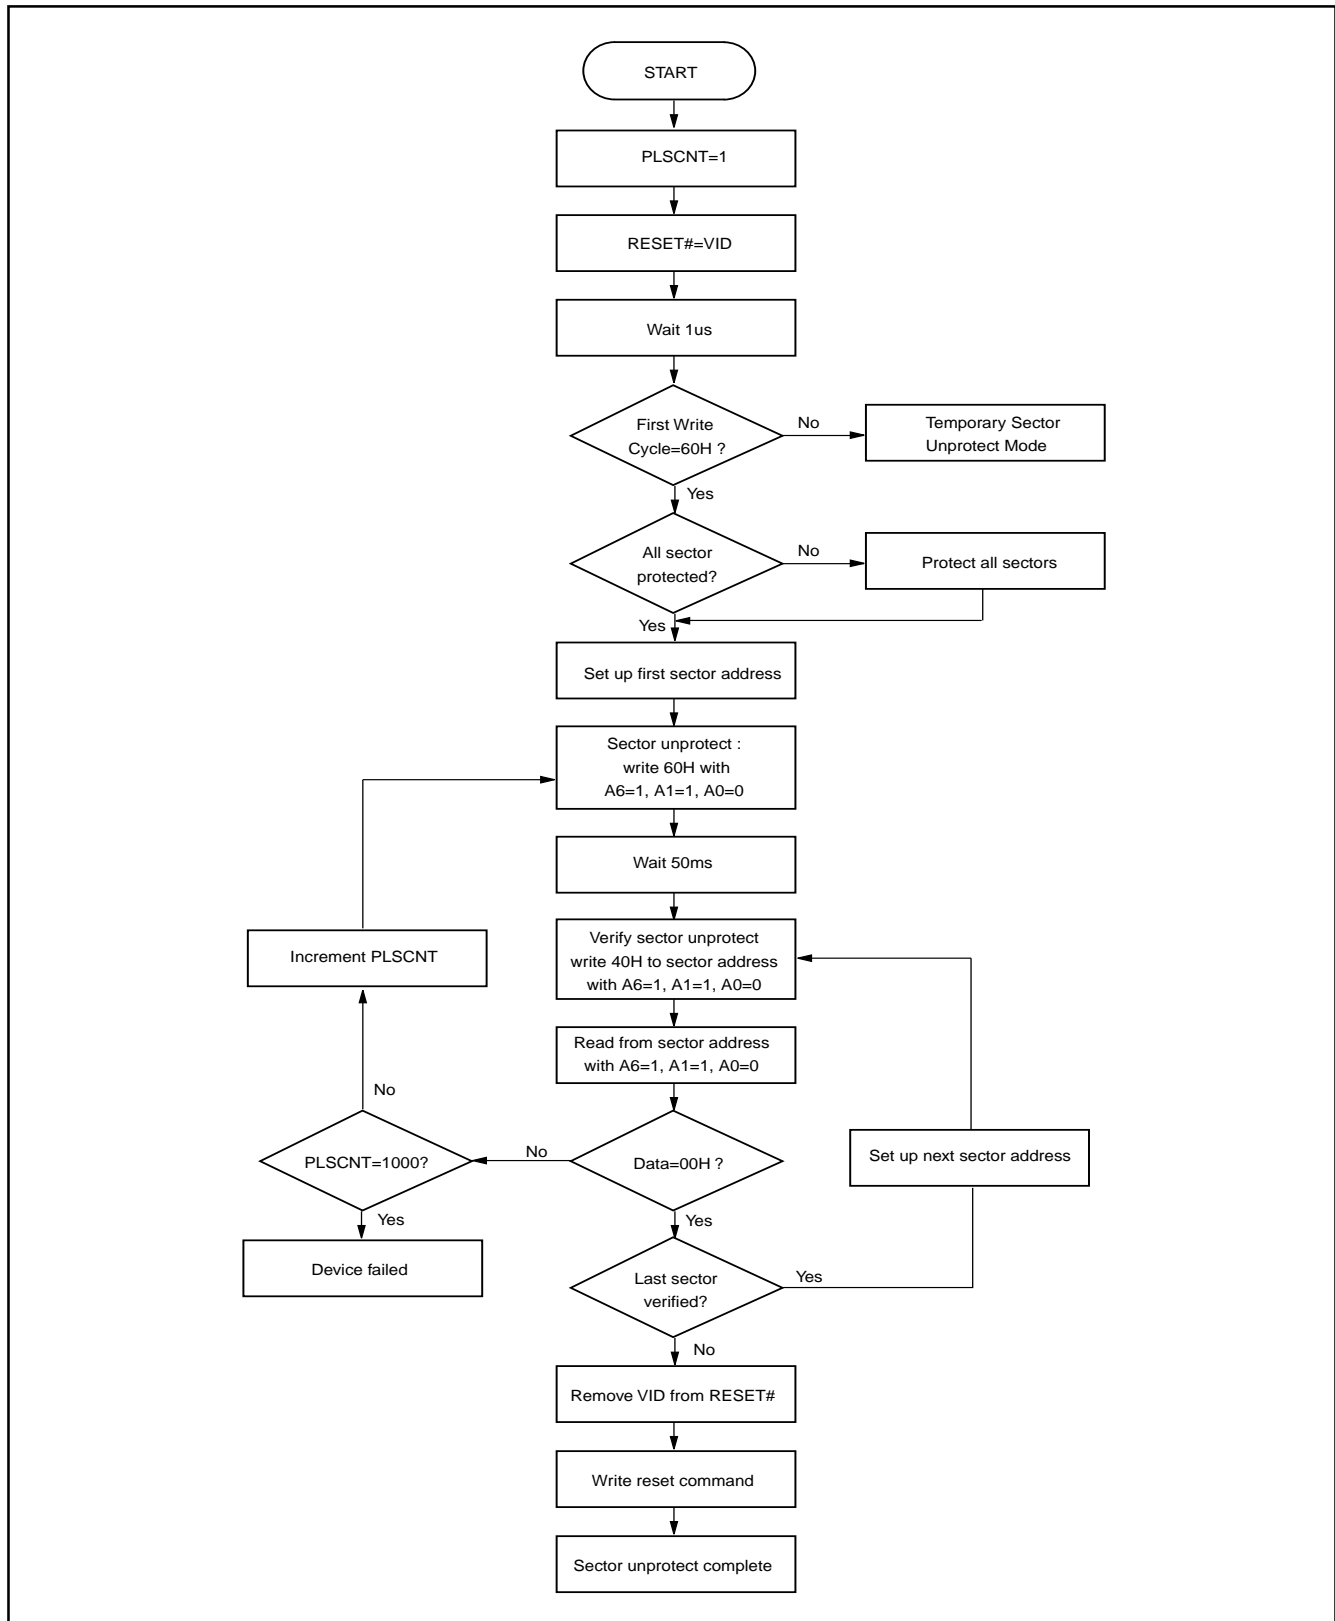 START
PLSCNT=1
RESET#=VID
Wait 1us
First Write
Cycle=60H ?
No
Temporary Sector
Unprotect Mode
Yes
All sector
protected?
No
Protect all sectors
Yes
Set up first sector address
Sector unprotect :
write 60H with
A6=1, A1=1, A0=0
Wait 50ms
Increment PLSCNT
Verify sector unprotect
write 40H to sector address
with A6=1, A1=1, A0=0
Read from sector address
with A6=1, A1=1, A0=0
No
PLSCNT=1000?
No
Data=00H ?
Set up next sector address
Yes
Yes
Device failed
Last sector
verified?
Yes
No
Remove VID from RESET#
Write reset command
Sector unprotect complete